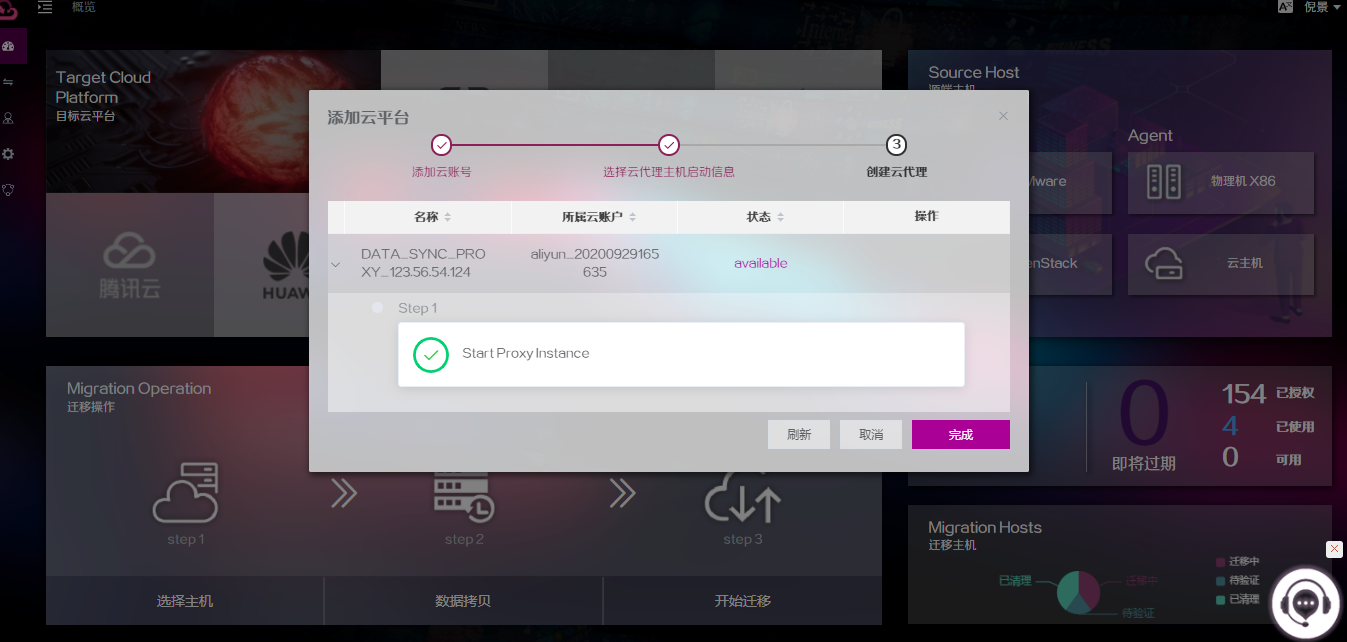 概览
倪景
Target Cloud
Platform
目标云平台
腾讯云
HUAW
Source Host
源端主机
Agent
Mware
物理机 X86
enStack
云主机
添加云平台
添加云账号
选择云代理主机启动信息
3
创建云代理
名称
所属云账户
状态
操作
DATA_SYNC_PRO
XY_123.56.54.124
aliyun_20200929165
635
available
Step 1
Start Proxy Instance
刷新
取消
完成
Migration Operation
迁移操作
step 1
step 2
step 3
选择主机
数据拷贝
开始迁移
0
即将过期
154 已授权
4 已使用
0 可用
Migration Hosts
迁移主机
已清理
迁移中
待验证
迁移中
待验证
已清理